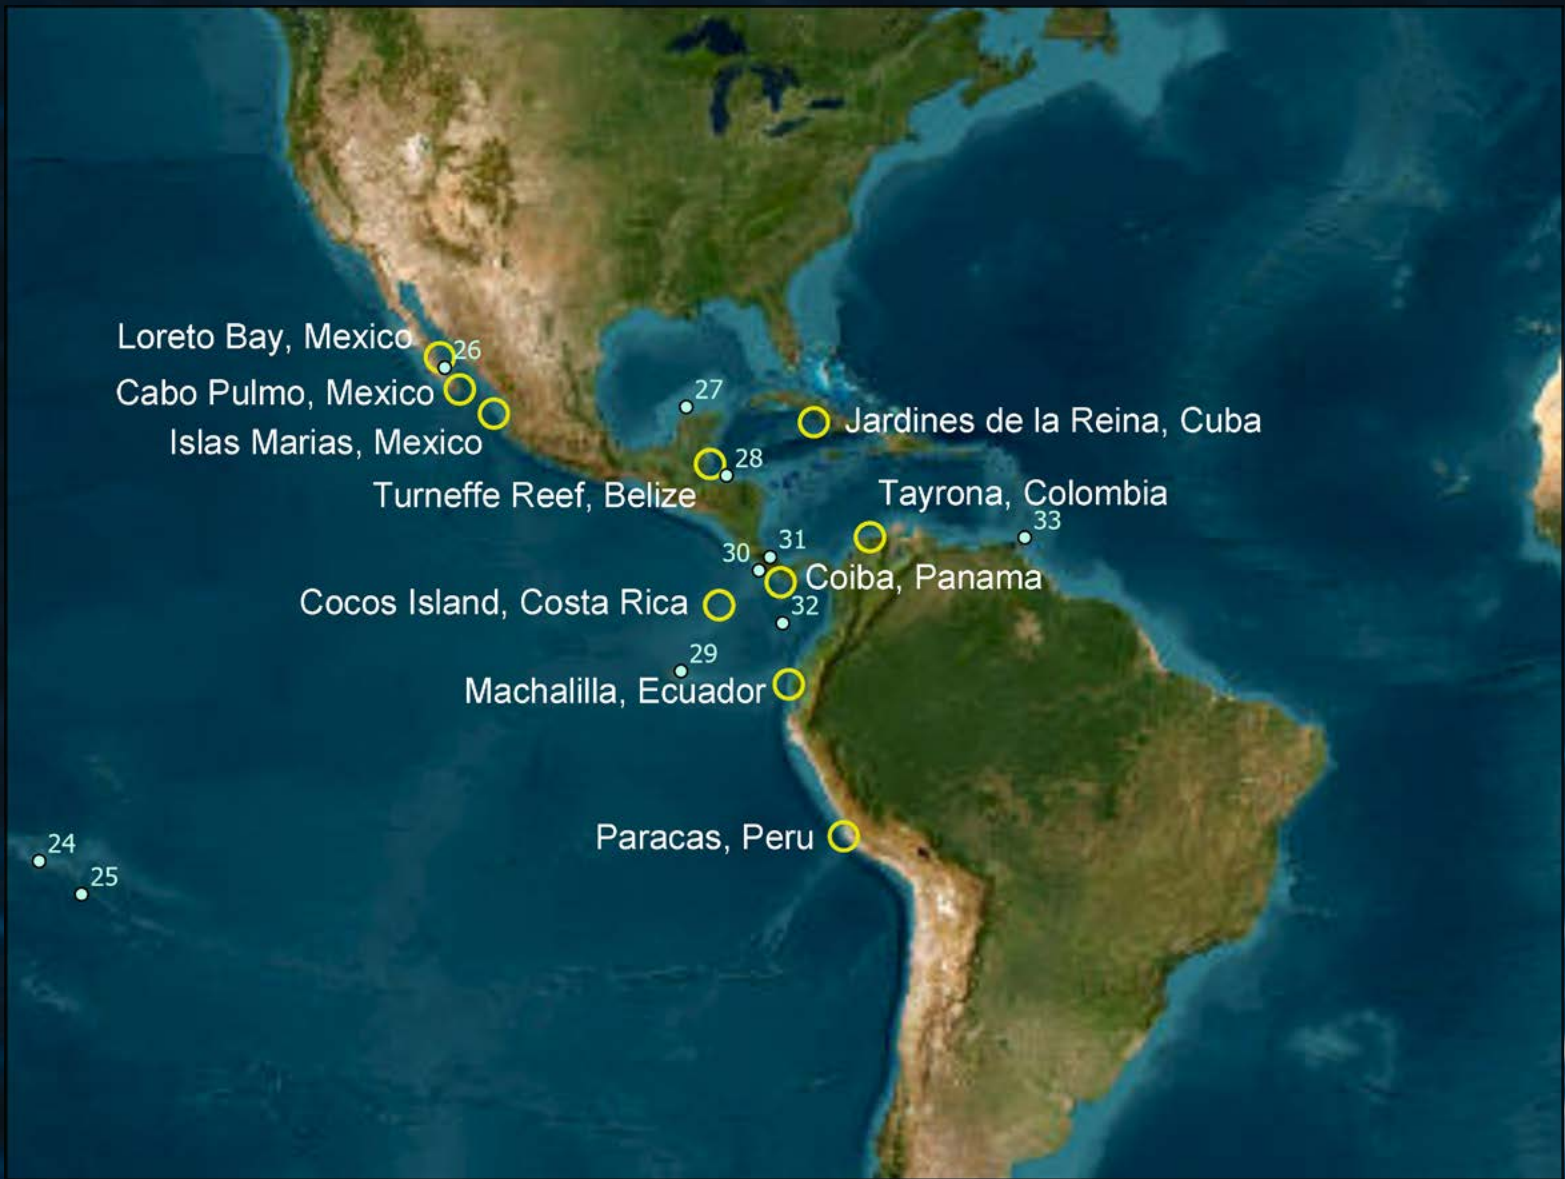 Loreto Bay, Mexico
26
Cabo Pulmo, Mexico
27
Islas Marias, Mexico
Jardines de la Reina, Cuba
28
Turneffe Reef, Belize
Tayrona, Colombia
33
31
30
Coiba, Panama
Cocos Island, Costa Rica
32
29
Machalilla, Ecuador
Paracas, Peru
24
25